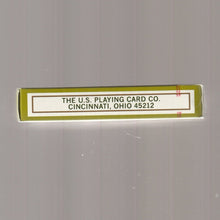 THE U.S. PLAYING CARD CO.
CINCINNATI, OHIO 45212